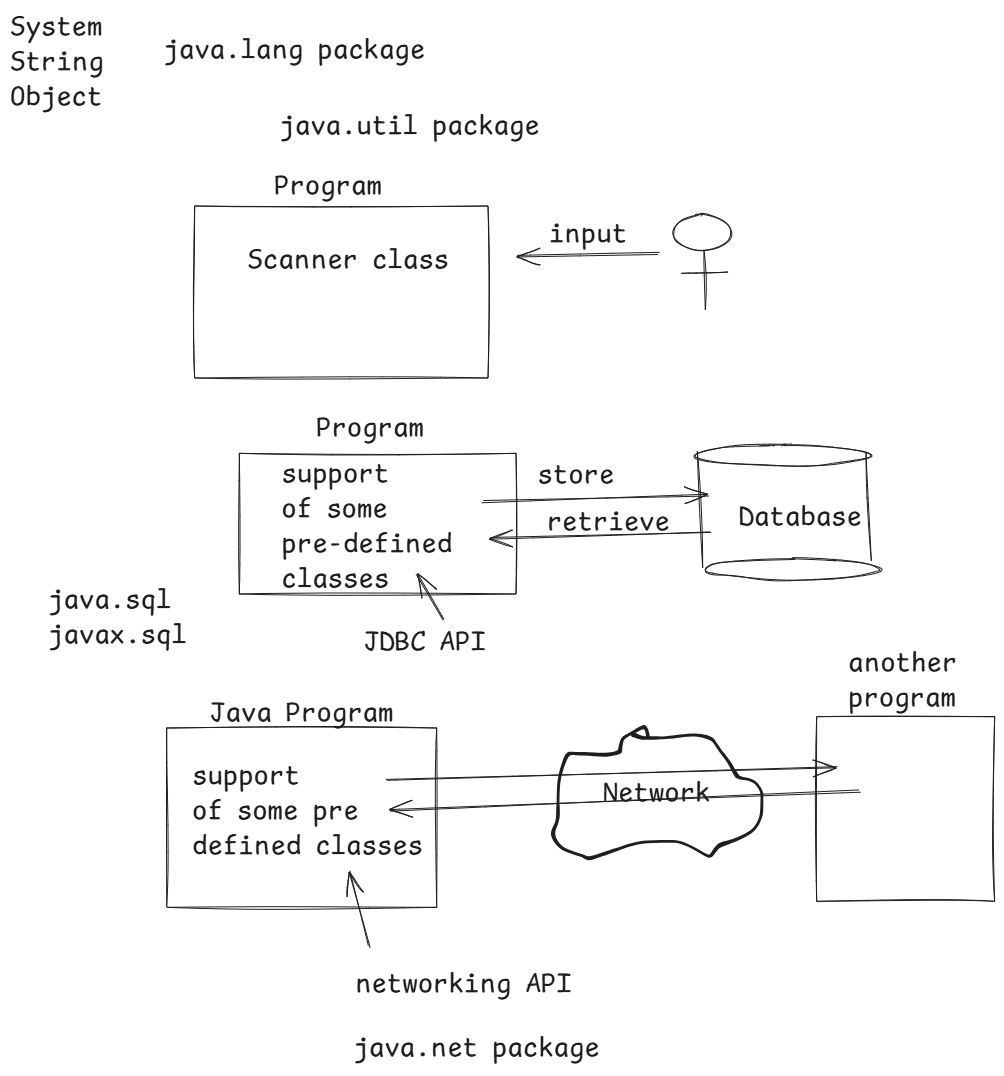 System
String
Object
java.lang package
java.util package
Program
Scanner class
input
Program
support
of some
pre-defined
classes
store
retrieve
Database
JDBC API
java.sql
javax.sql
another
program
Java Program
support
of some pre
defined classes
Network
networking API
java.net package